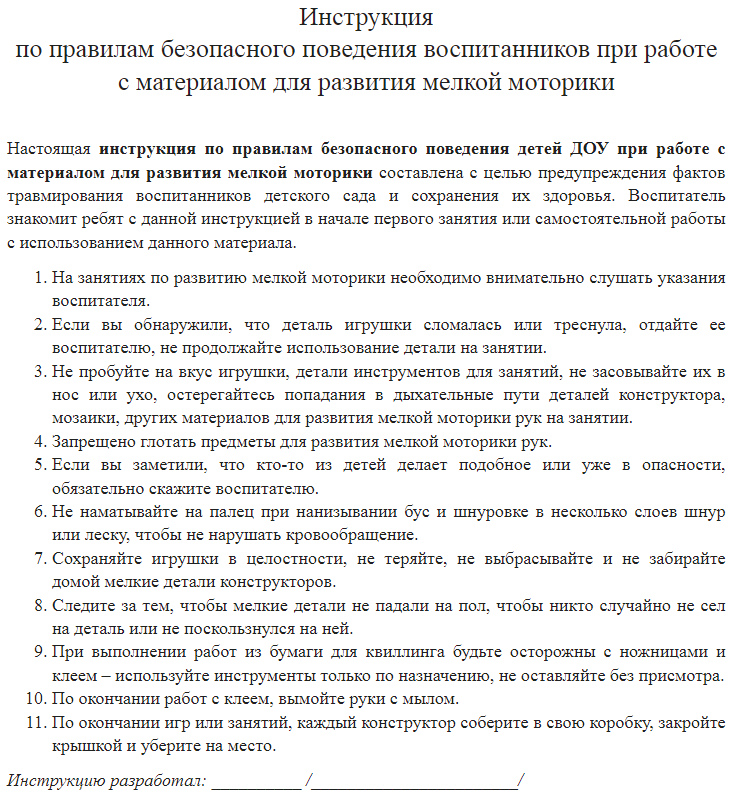 Инструкция
по правилам безопасного поведения воспитанников при работе
с материалом для развития мелкой моторики
Настоящая инструкция по правилам безопасного поведения детей ДОУ при работе с
материалом для развития мелкой моторики составлена с целью предупреждения фактов
травмирования воспитанников детского сада и сохранения их здоровья. Воспитатель
знакомит ребят с данной инструкцией в начале первого занятия или самостоятельной работы
с использованием данного материала.
1. На занятиях по развитию мелкой моторики необходимо внимательно слушать указания
воспитателя.
2. Если вы обнаружили, что деталь игрушки сломалась или треснула, отдайте ее
воспитателю, не продолжайте использование детали на занятии.
3. Не пробуйте на вкус игрушки, детали инструментов для занятий, не засовывайте их в
нос или ухо, остерегайтесь попадания в дыхательные пути деталей конструктора,
мозаики, других материалов для развития мелкой моторики рук на занятии.
4. Запрещено глотать предметы для развития мелкой моторики рук.
5. Если вы заметили, что кто-то из детей делает подобное или уже в опасности,
обязательно скажите воспитателю.
6. Не наматывайте на палец при нанизывании бус и шнуровке в несколько слоев шнур
или леску, чтобы не нарушать кровообращение.
7. Сохраняйте игрушки в целостности, не теряйте, не выбрасывайте и не забирайте
домой мелкие детали конструкторов.
8. Следите за тем, чтобы мелкие детали не падали на пол, чтобы никто случайно не сел
на деталь или не поскользнулся на ней.
9. При выполнении работ из бумаги для квиллинга будьте осторожны с ножницами и
клеем – используйте инструменты только по назначению, не оставляйте без присмотра.
10. По окончании работ с клеем, вымойте руки с мылом.
11. По окончании игр или занятий, каждый конструктор соберите в свою коробку, закройте
крышкой и уберите на место.
Инструкцию разработал: __________ /_______________________/